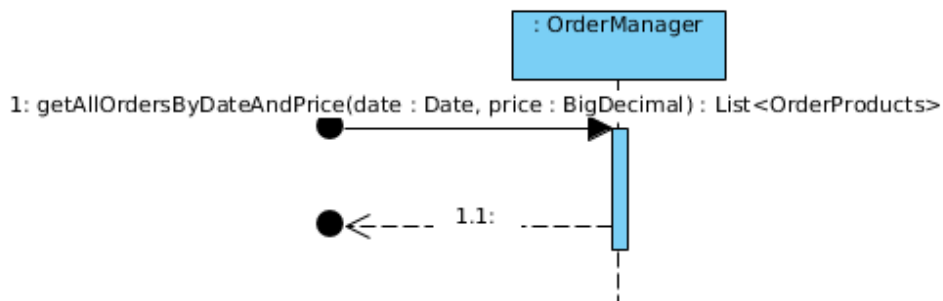 : OrderManager
1: getAllOrdersByDateAndPrice(date : Date, price : BigDecimal) : List<OrderProducts>
1.1: